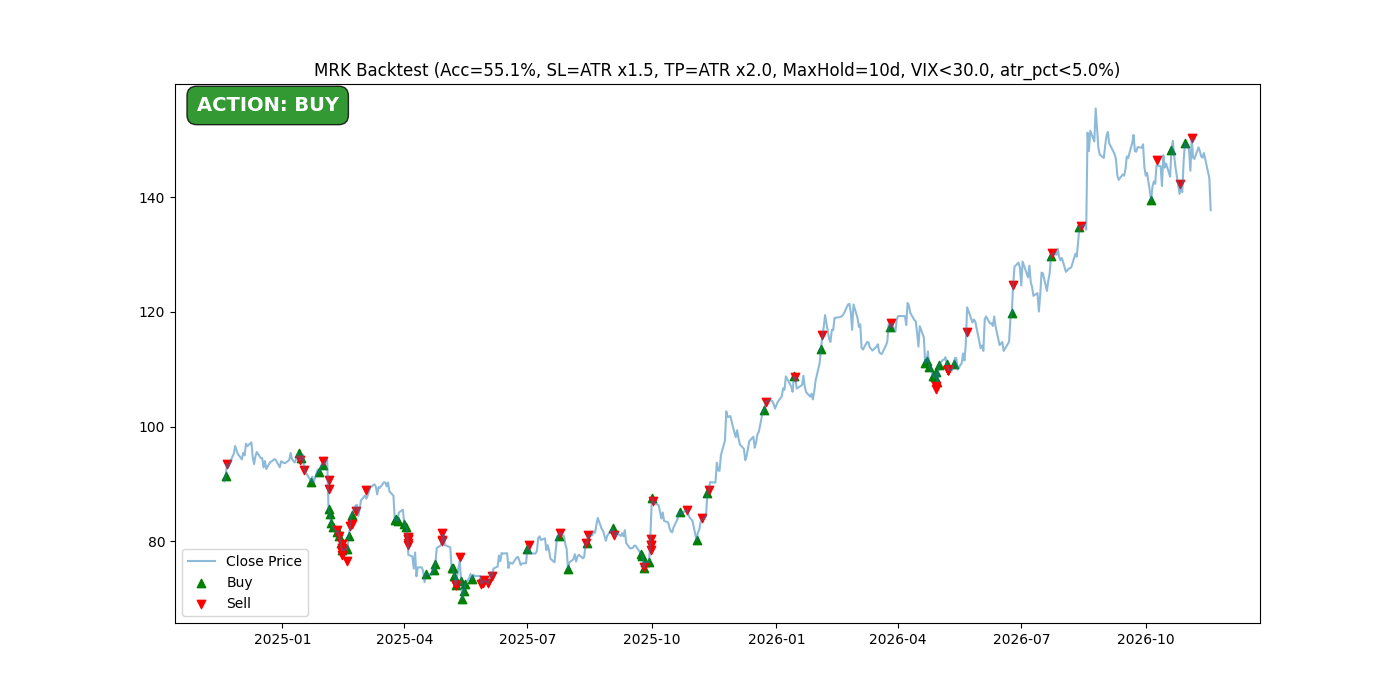 MRK Backtest (Acc=55.1%, SL=ATR x1.5, TP=ATR x2.0, MaxHold=10d, VIX<30.0, atr_pct<5.0%)
ACTION: BUY
140
120
100
80
Close Price
Buy
Sell
2025-01
2025-04
2025-07
2025-10
2026-01
2026-04
2026-07
2026-10